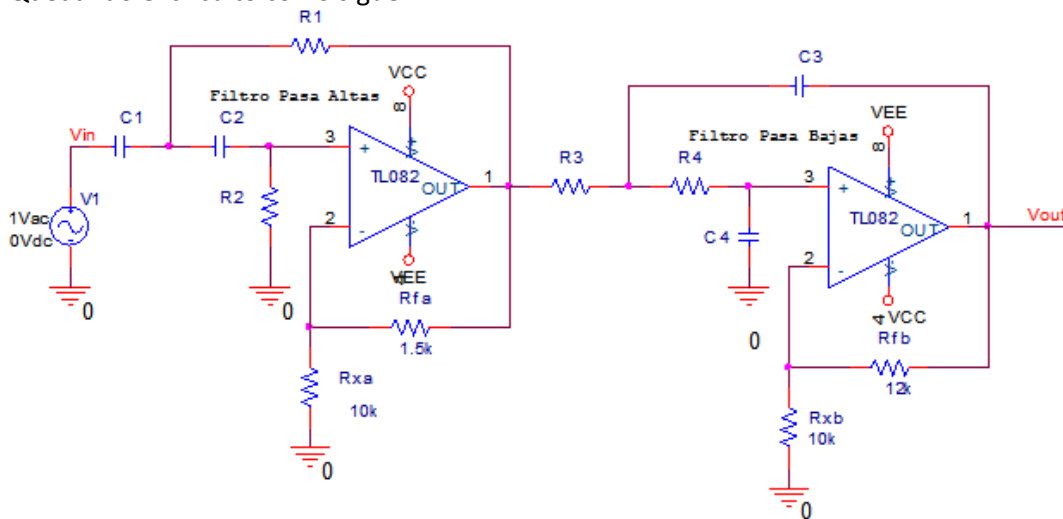 R1
C3
VCC
Filtro Pasa Altas
8
VEE
C1
C2
Filtro Pasa Bajas
8
Vin
3
+
V+
R3
R4
3
+
V+
TL082
OUT
1
TL082
OUT
1
Vout
V1
R2
1Vac
0Vdc
2
-
V-
C4
2
-
V-
VEE
4
0
0
Rfa
1.5k
0
4
VCC
Rfb
12k
Rxa
10k
Rxb
10k
0
0